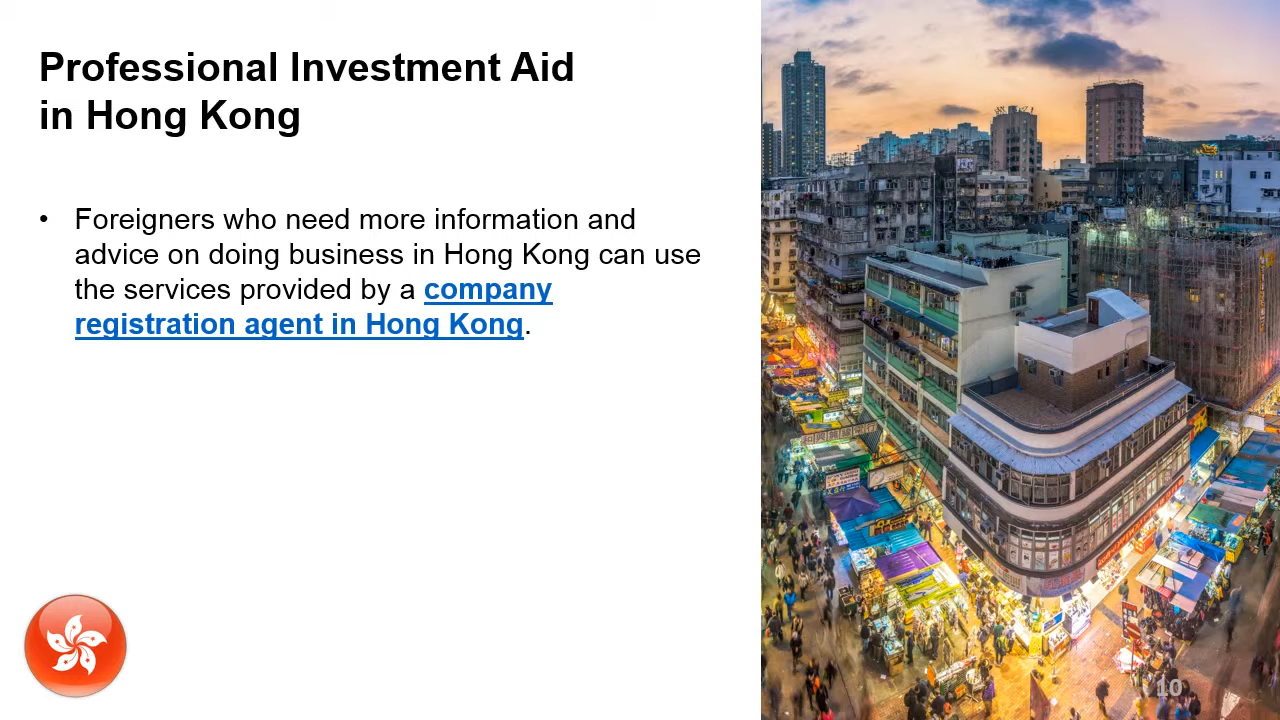 Professional Investment Aid
in Hong Kong
• Foreigners who need more information and
advice on doing business in Hong Kong can use
the services provided by a company
registration agent in Hong Kong.
10